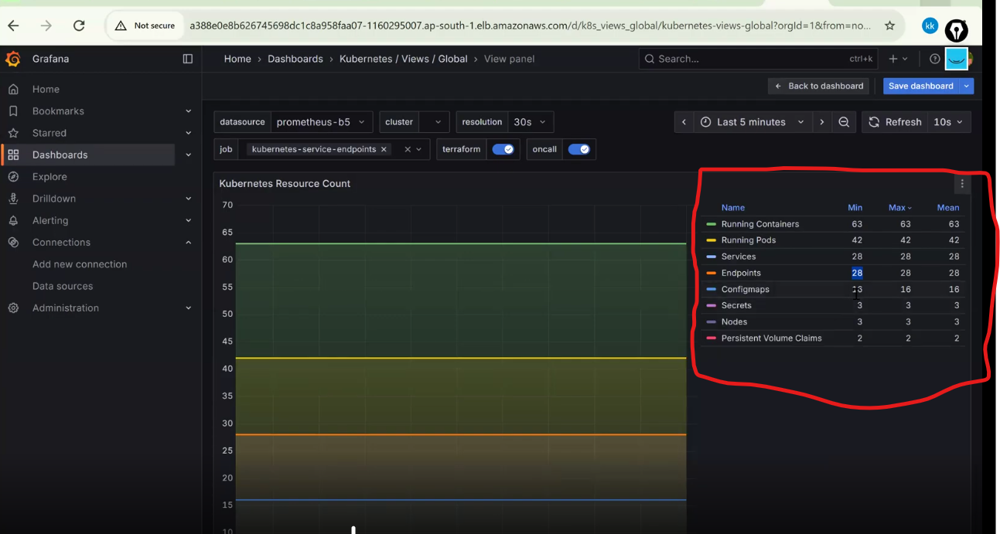 Not secure a388e0e8b626745698dc1c8a958faa07-1160295007.ap-south-1.elb.amazonaws.com/d/k8s_views_global/kubernetes-views-global?orgId=1&from=no... kk
Grafana Home > Dashboards > Kubernetes / Views / Global > View panel Search... ctrl+k
← Back to dashboard Save dashboard
Home
Bookmarks
Starred
Dashboards
Explore
Drilldown
Alerting
Connections
Add new connection
Data sources
Administration
datasource prometheus-b5 cluster resolution 30s Last 5 minutes Refresh 10s
job kubernetes-service-endpoints × terraform oncall
Kubernetes Resource Count
70
65
60
55
50
45
40
35
30
25
20
15
10
Name Min Max Mean
Running Containers 63 63 63
Running Pods 42 42 42
Services 28 28 28
Endpoints 28 28 28
Configmaps 16 16 16
Secrets 3 3 3
Nodes 3 3 3
Persistent Volume Claims 2 2 2